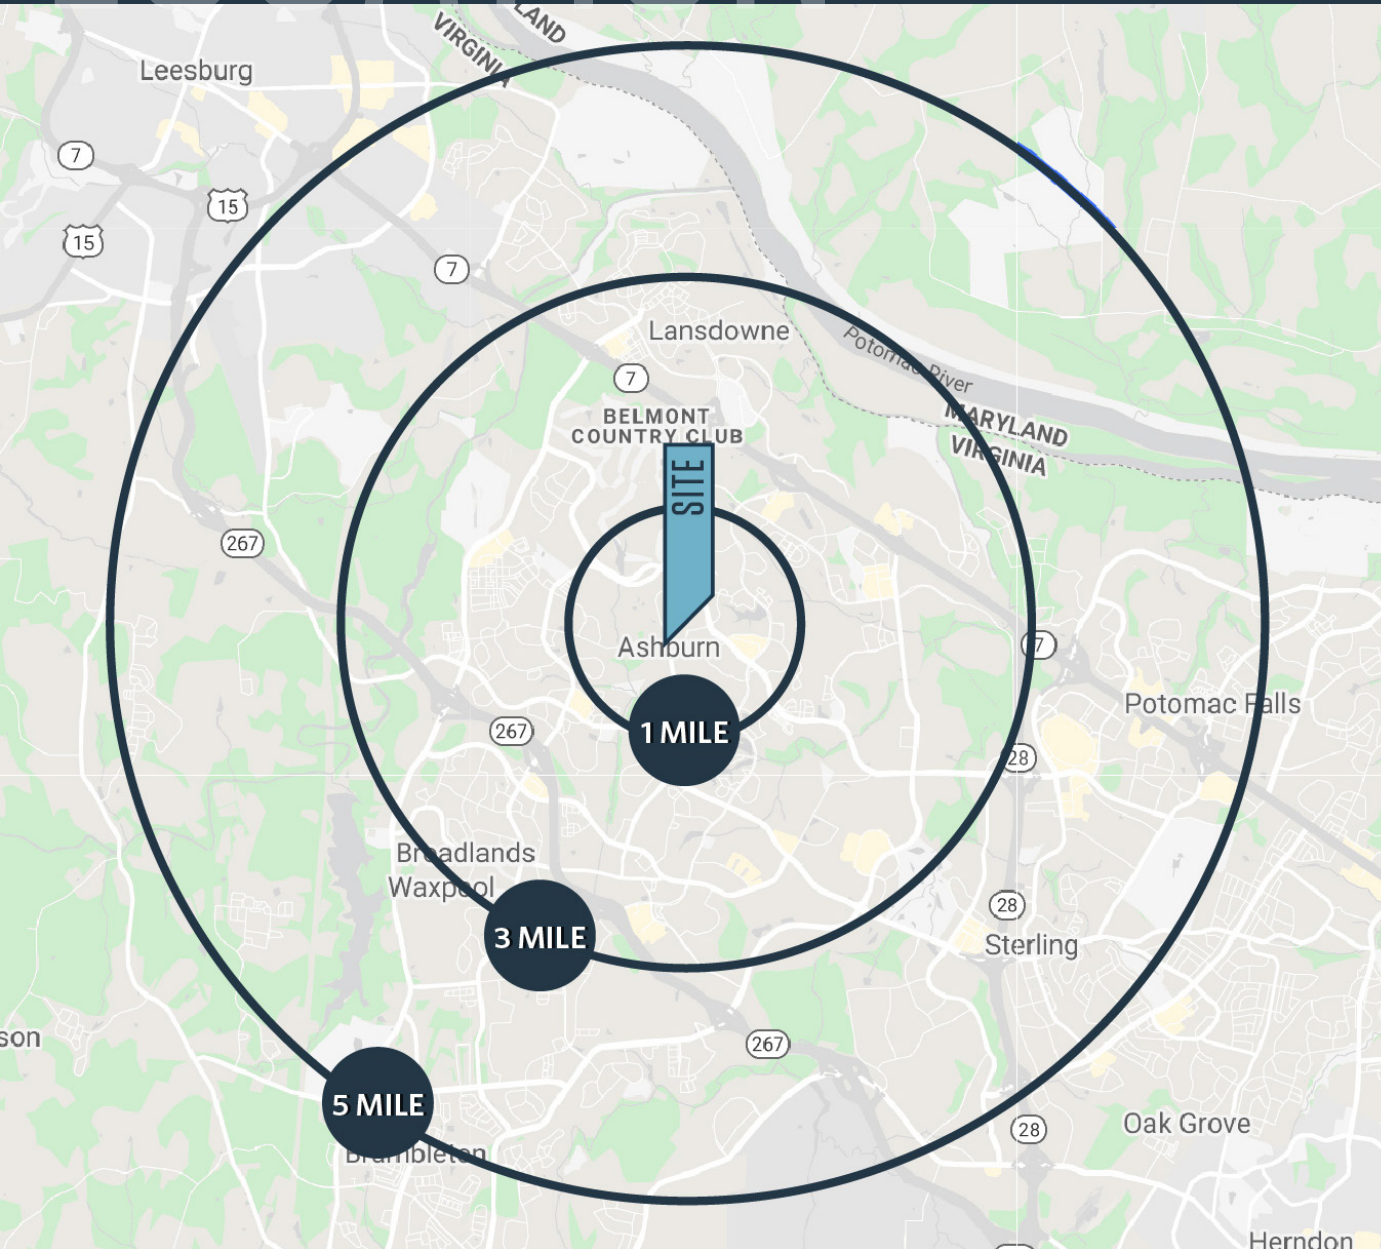 LAND
VIRGINIA
Leesburg
7
15
15
7
Lansdowne
Potomac River
7
MARYLAND
VIRGINIA
BELMONT
COUNTRY CLUB
SITE
267
Ashburn
7
Potomac Falls
267
1 MILE
28
Broadlands
Waxpool
28
3 MILE
Sterling
son
267
5 MILE
28
Oak Grove
Brambleton
Herndon